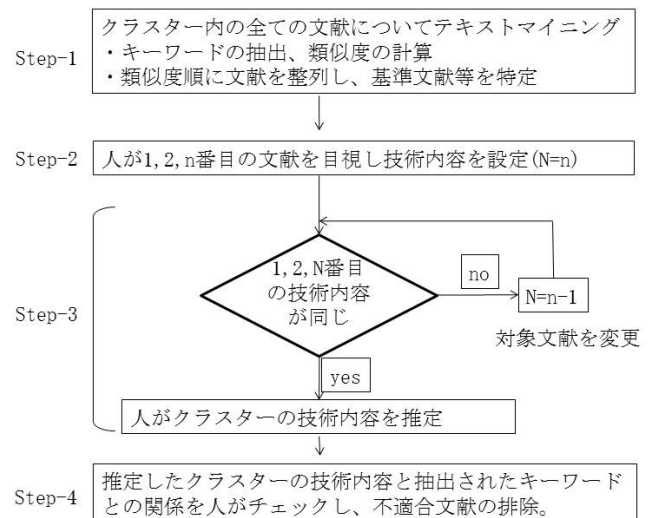 Step-1
クラスター内の全ての文献についてテキストマイニング
・キーワードの抽出、類似度の計算
・類似度順に文献を整列し、基準文献等を特定
Step-2
人が1,2,n番目の文献を目視し技術内容を設定(N=n)
Step-3
1,2,N番目
の技術内容
が同じ
no
N=n-1
対象文献を変更
yes
人がクラスターの技術内容を推定
Step-4
推定したクラスターの技術内容と抽出されたキーワード
との関係を人がチェックし、不適合文献の排除。